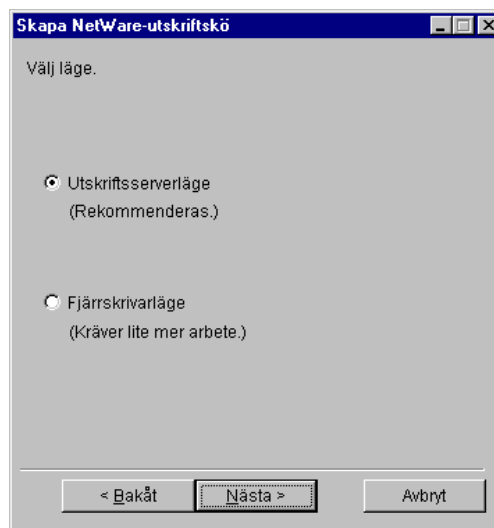 Skapa NetWare-utskriftskö
Välj läge.
Utskriftsserverläge
(Rekommenderas.)
Fjärrskrivarläge
(Kräver lite mer arbete.)
< Bakåt
Nästa >
Avbryt